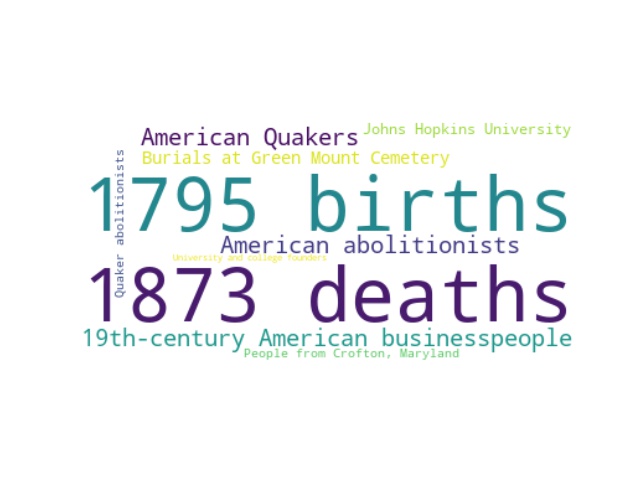 American Quakers
Johns Hopkins University
Burials at Green Mount Cemetery
Quaker abolitionists
1795 births
American abolitionists
University and college founders
1873 deaths
19th-century American businesspeople
People from Crofton, Maryland